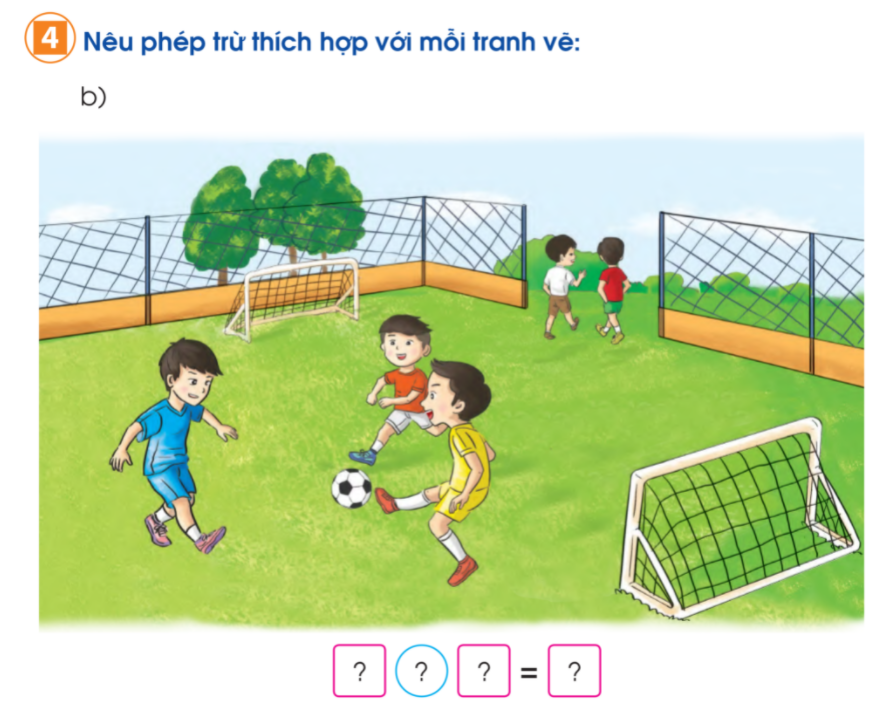 4 Nêu phép trừ thích hợp với mỗi tranh vẽ:
b)
? ? ? = ?